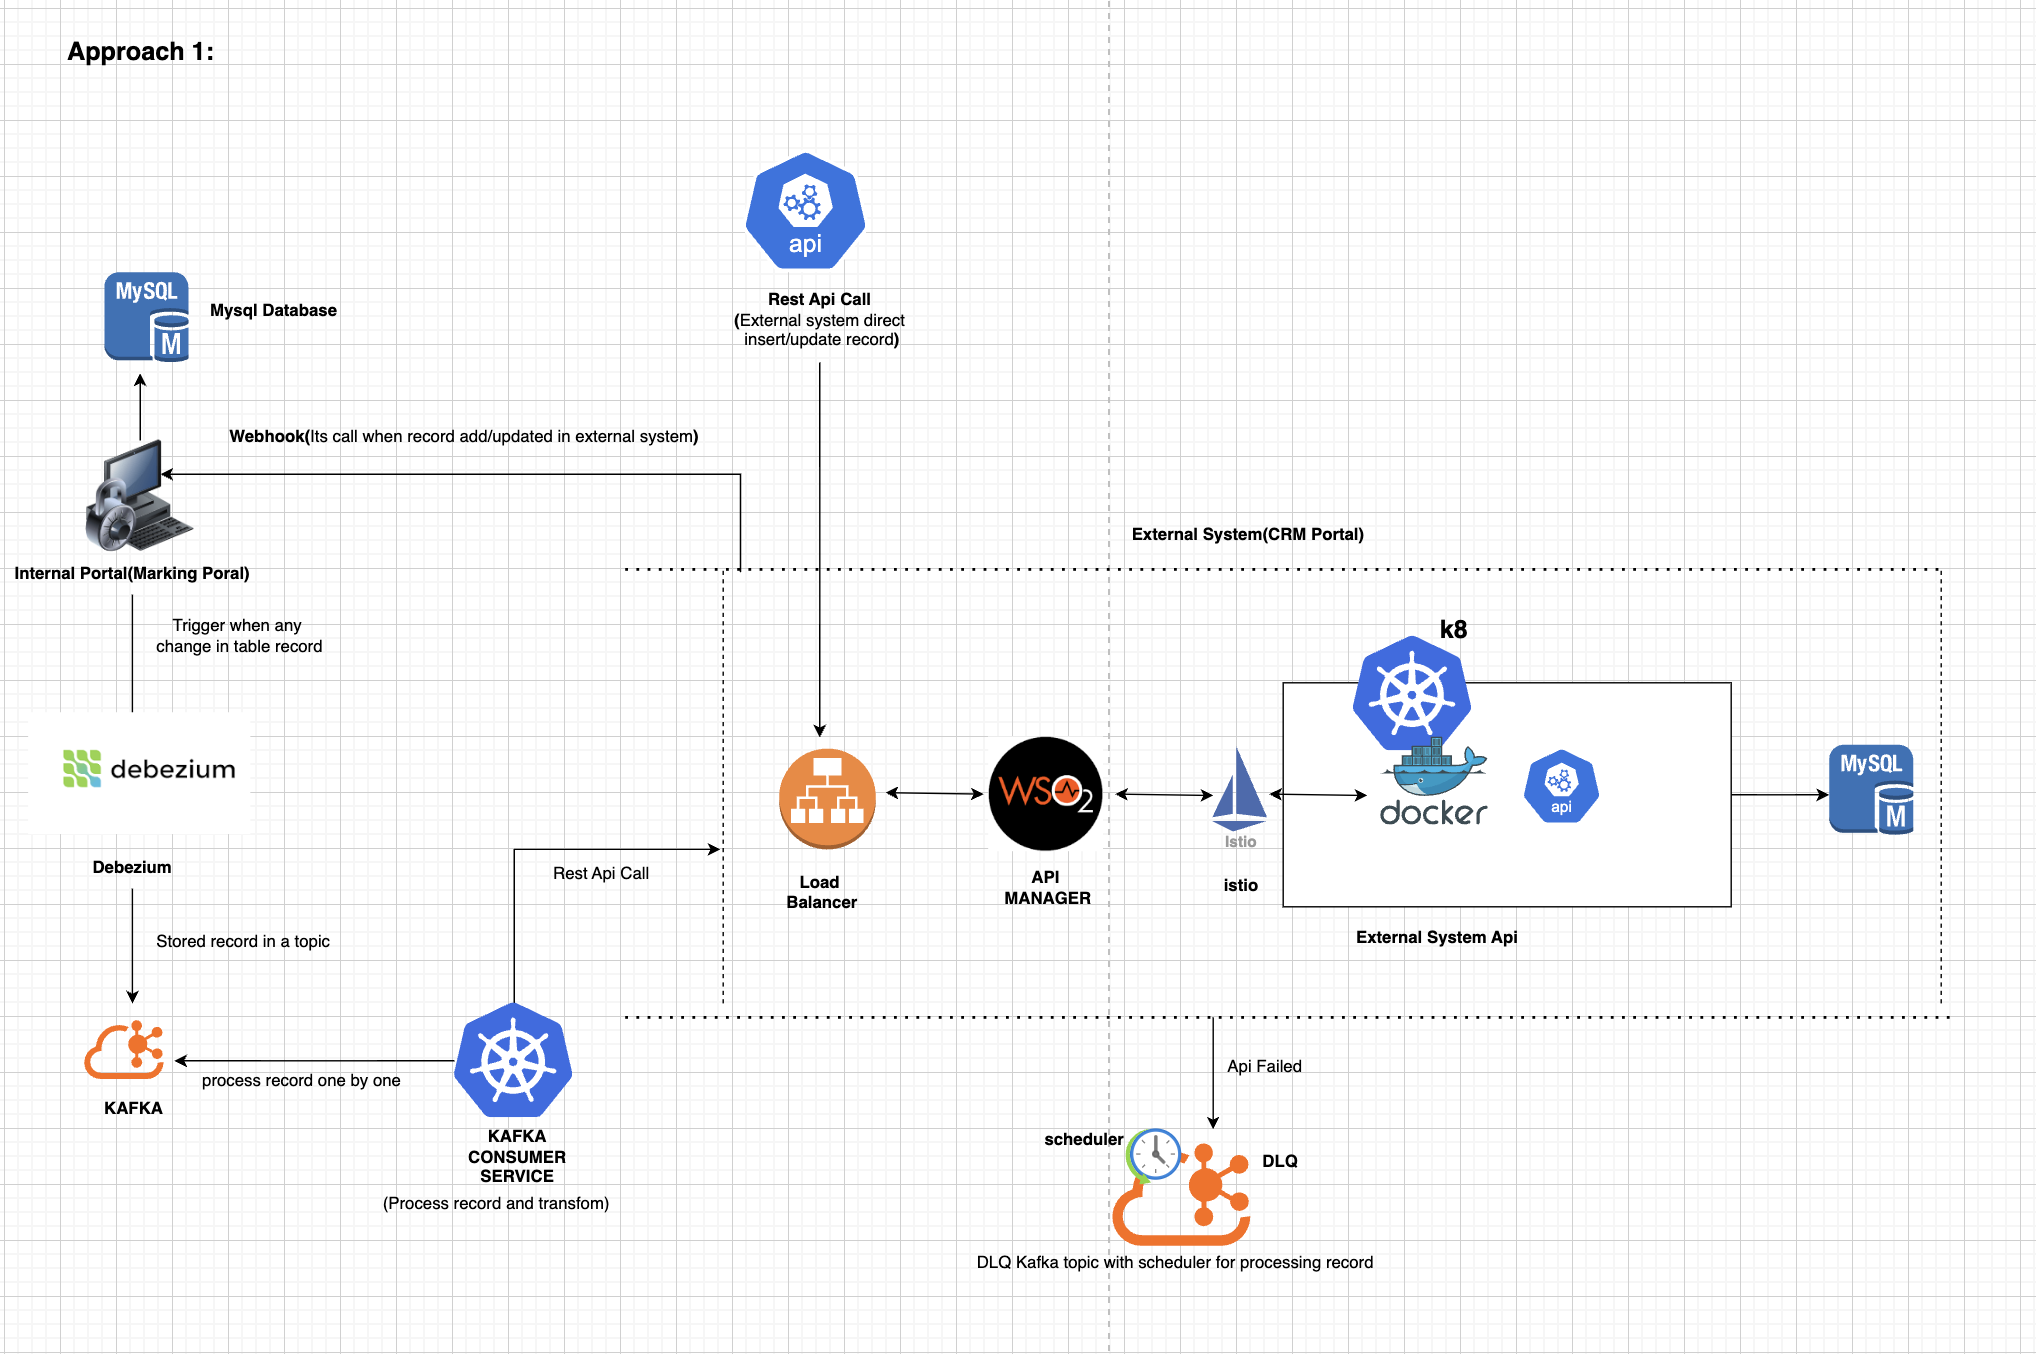 Approach 1:
api
Rest Api Call
(External system direct
insert/update record)
MySQL
M
Mysql Database
Webhook(Its call when record add/updated in external system)
Internal Portal(Marking Poral)
Trigger when any
change in table record
External System(CRM Portal)
k8
debezium
Debezium
Stored record in a topic
KAFKA
process record one by one
KAFKA
CONSUMER
SERVICE
(Process record and transfom)
Rest Api Call
Load
Balancer
WSO2
API
MANAGER
Istio
istio
docker
api
External System Api
MySQL
M
Api Failed
scheduler
DLQ
DLQ Kafka topic with scheduler for processing record